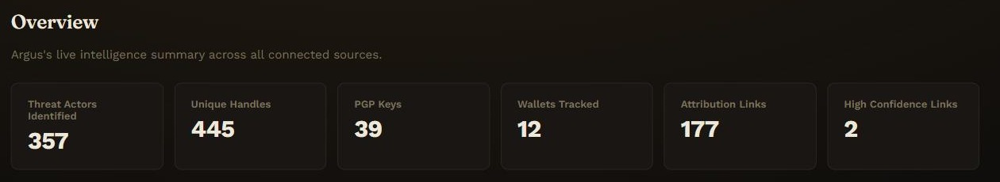 Overview
Argus's live intelligence summary across all connected sources.
Threat Actors
Identified
357
Unique Handles
445
PGP Keys
39
Wallets Tracked
12
Attribution Links
177
High Confidence Links
2